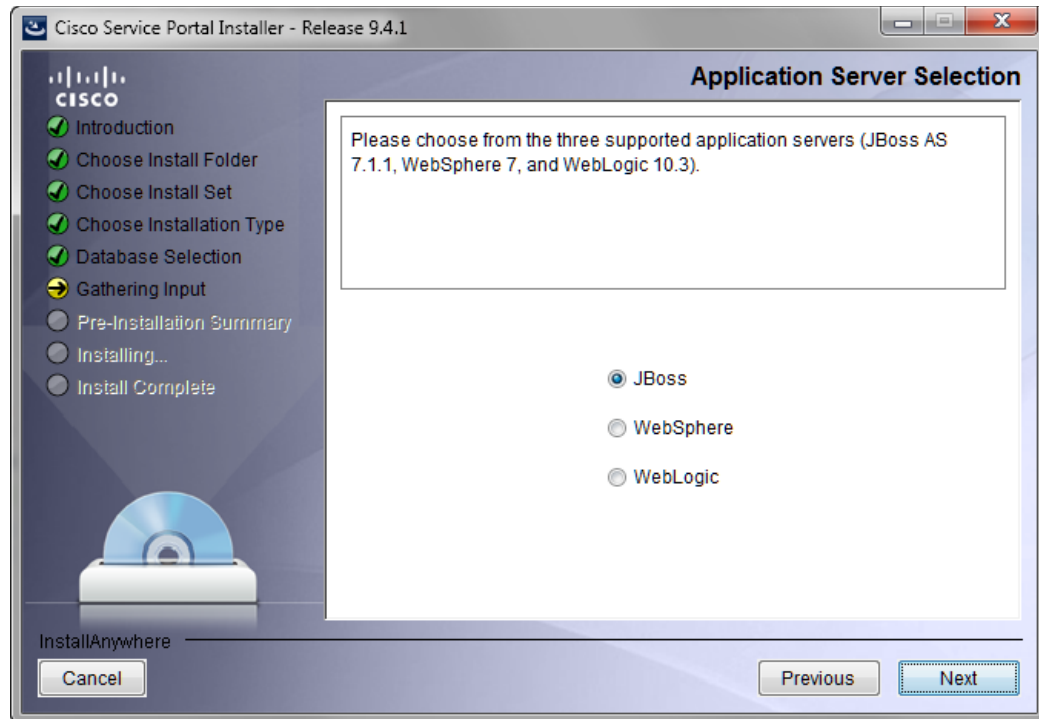 Cisco Service Portal Installer - Release 9.4.1
CISCO
Application Server Selection
Introduction
Choose Install Folder
Choose Install Set
Choose Installation Type
Database Selection
Gathering Input
Pre-Installation Summary
Installing...
Install Complete
Please choose from the three supported application servers (JBoss AS
7.1.1, WebSphere 7, and WebLogic 10.3).
JBoss
WebSphere
WebLogic
InstallAnywhere
Cancel
Previous
Next